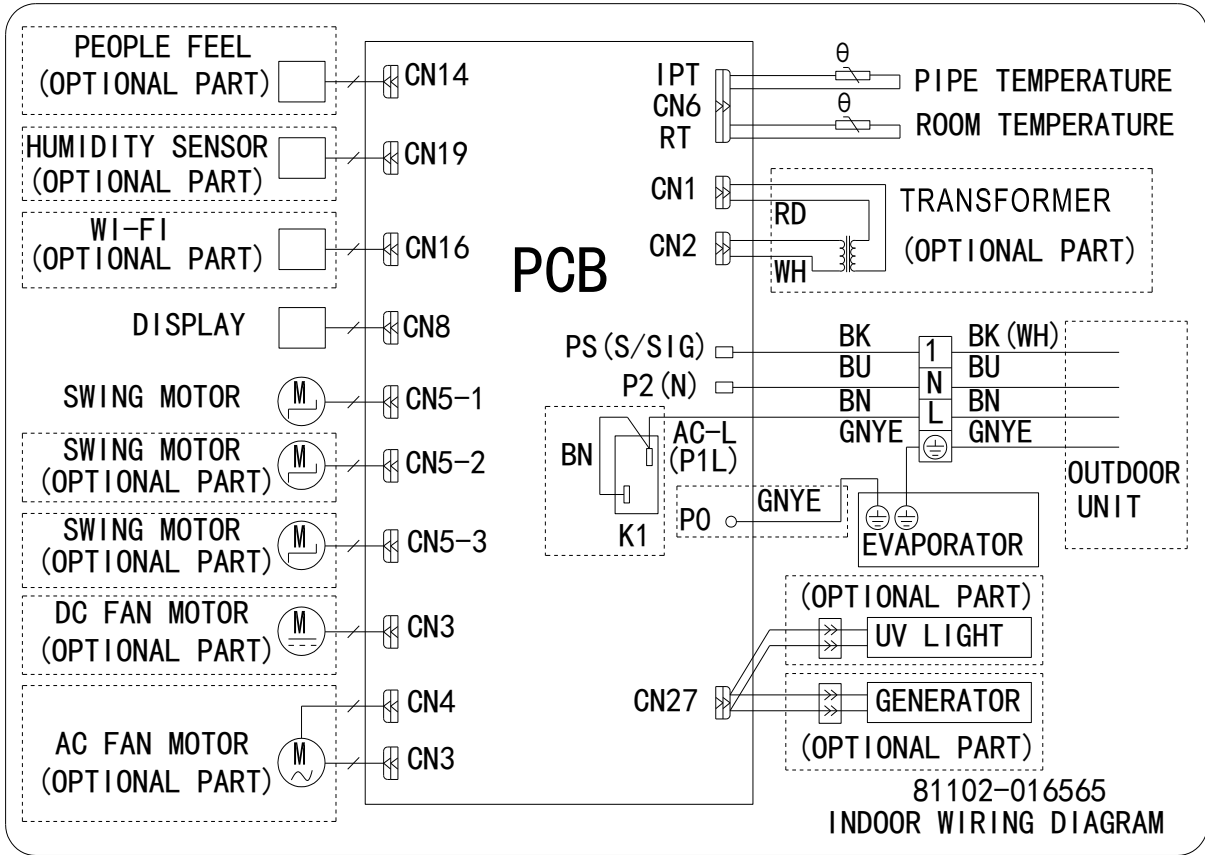 PEOPLE FEEL
(OPTIONAL PART)
CN14
HUMIDITY SENSOR
(OPTIONAL PART)
CN19
WI-FI
(OPTIONAL PART)
CN16
DISPLAY
CN8
SWING MOTOR
M
CN5-1
SWING MOTOR
(OPTIONAL PART)
M
CN5-2
SWING MOTOR
(OPTIONAL PART)
M
CN5-3
DC FAN MOTOR
(OPTIONAL PART)
M
CN3
CN4
AC FAN MOTOR
(OPTIONAL PART)
M
CN3
PCB
IPT
CN6
RT
θ
PIPE TEMPERATURE
θ
ROOM TEMPERATURE
CN1
CN2
RD
WH
TRANSFORMER
(OPTIONAL PART)
PS(S/SIG)
BK
1
BK(WH)
P2(N)
BU
N
BU
BN
L
BN
GNYE
GNYE
BN
AC-L
(P1L)
K1
P0
GNYE
EVAPORATOR
OUTDOOR
UNIT
(OPTIONAL PART)
UV LIGHT
CN27
GENERATOR
(OPTIONAL PART)
81102-016565
INDOOR WIRING DIAGRAM